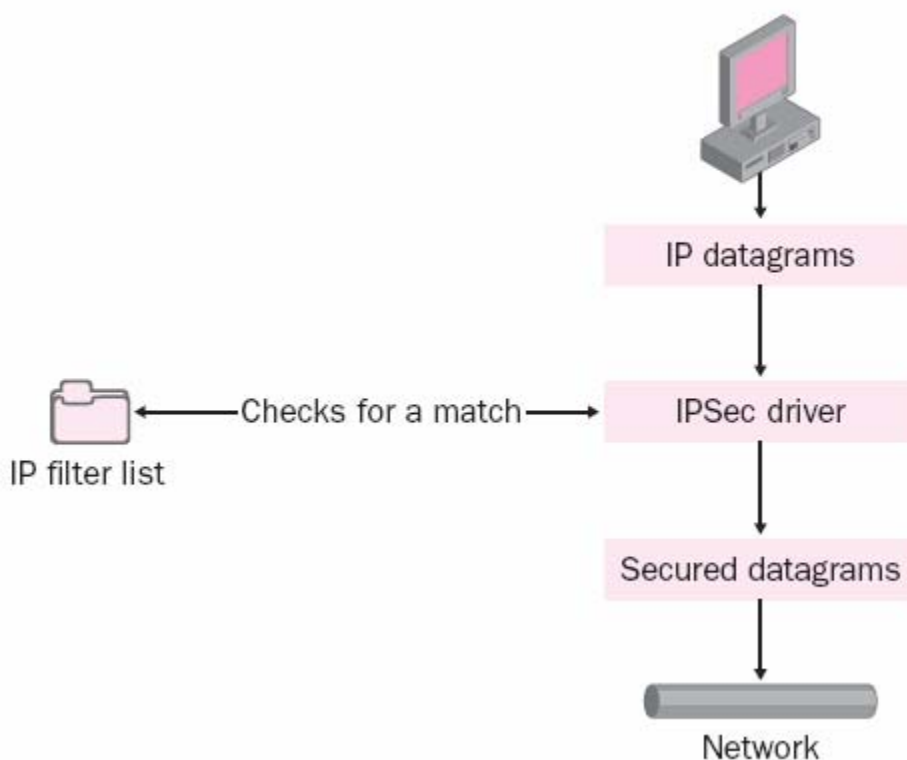 IP datagrams
Checks for a match
IPSec driver
IP filter list
Secured datagrams
Network